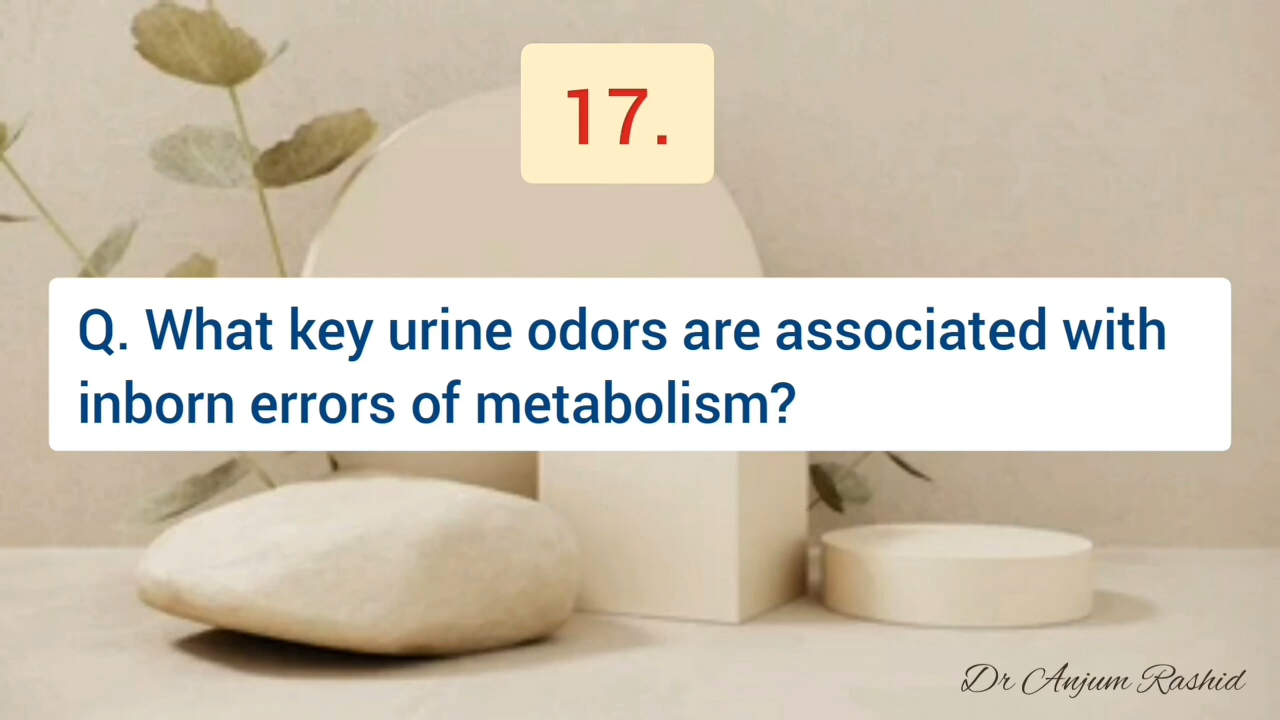 17.
Q. What key urine odors are associated with
inborn errors of metabolism?
Dr Anjum Rashid